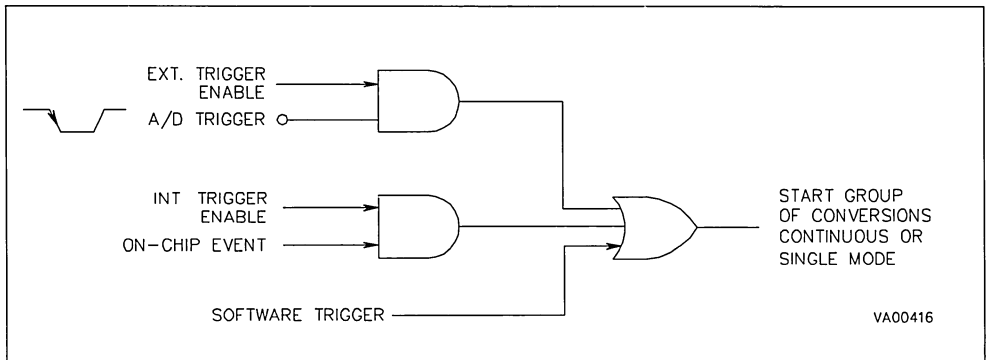 EXT. TRIGGER
ENABLE
A/D TRIGGER
INT TRIGGER
ENABLE
ON-CHIP EVENT
SOFTWARE TRIGGER
START GROUP
OF CONVERSIONS
CONTINUOUS OR
SINGLE MODE
VA00416